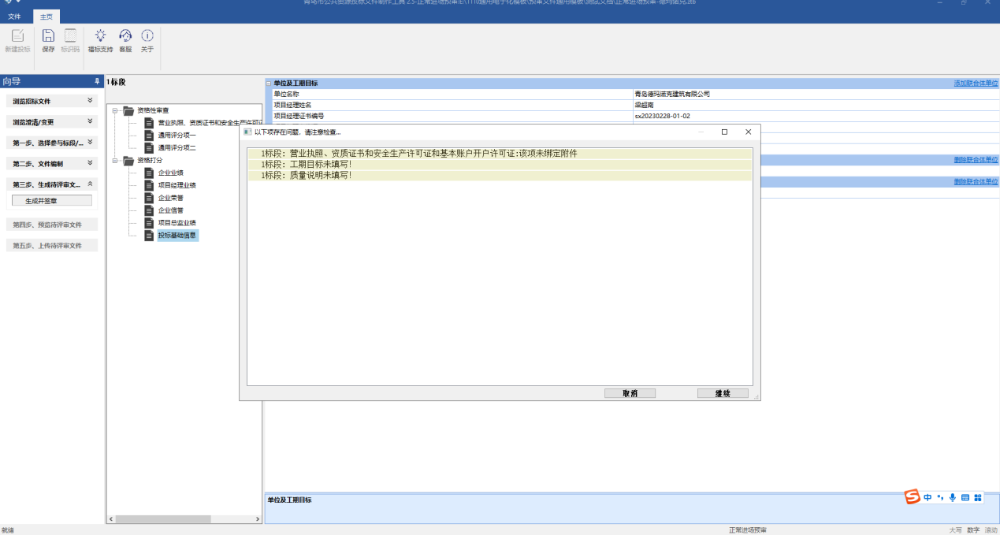 青岛市公共资源投标文件制作工具 2.5-正常进场预审
文件
主页
新建投标
保存
标识码
福标支持
客服
关于
向导
浏览招标文件
浏览澄清/变更
第一步、选择参与标段/...
第二步、文件编制
第三步、生成待评审文...
生成并签章
第四步、预览待评审文件
第五步、上传待评审文件
1标段
资格性审查
营业执照、资质证书和安全生产许可证
通用评分项一
通用评分项二
资格打分
企业业绩
项目经理业绩
企业荣誉
企业信誉
项目总监业绩
投标基础信息
单位及工期目标
添加联合体单位
单位名称
青岛德玛诺克建筑有限公司
项目经理姓名
梁超南
项目经理证书编号
sx20230228-01-02
删除联合体单位
删除联合体单位
以下项存在问题，请注意检查...
1标段: 营业执照、资质证书和安全生产许可证和基本账户开户许可证:该项未绑定附件
1标段: 工期目标未填写!
1标段: 质量说明未填写!
取消
继续
单位及工期目标
中
就绪
正常进场预审
大写
数字
滚动